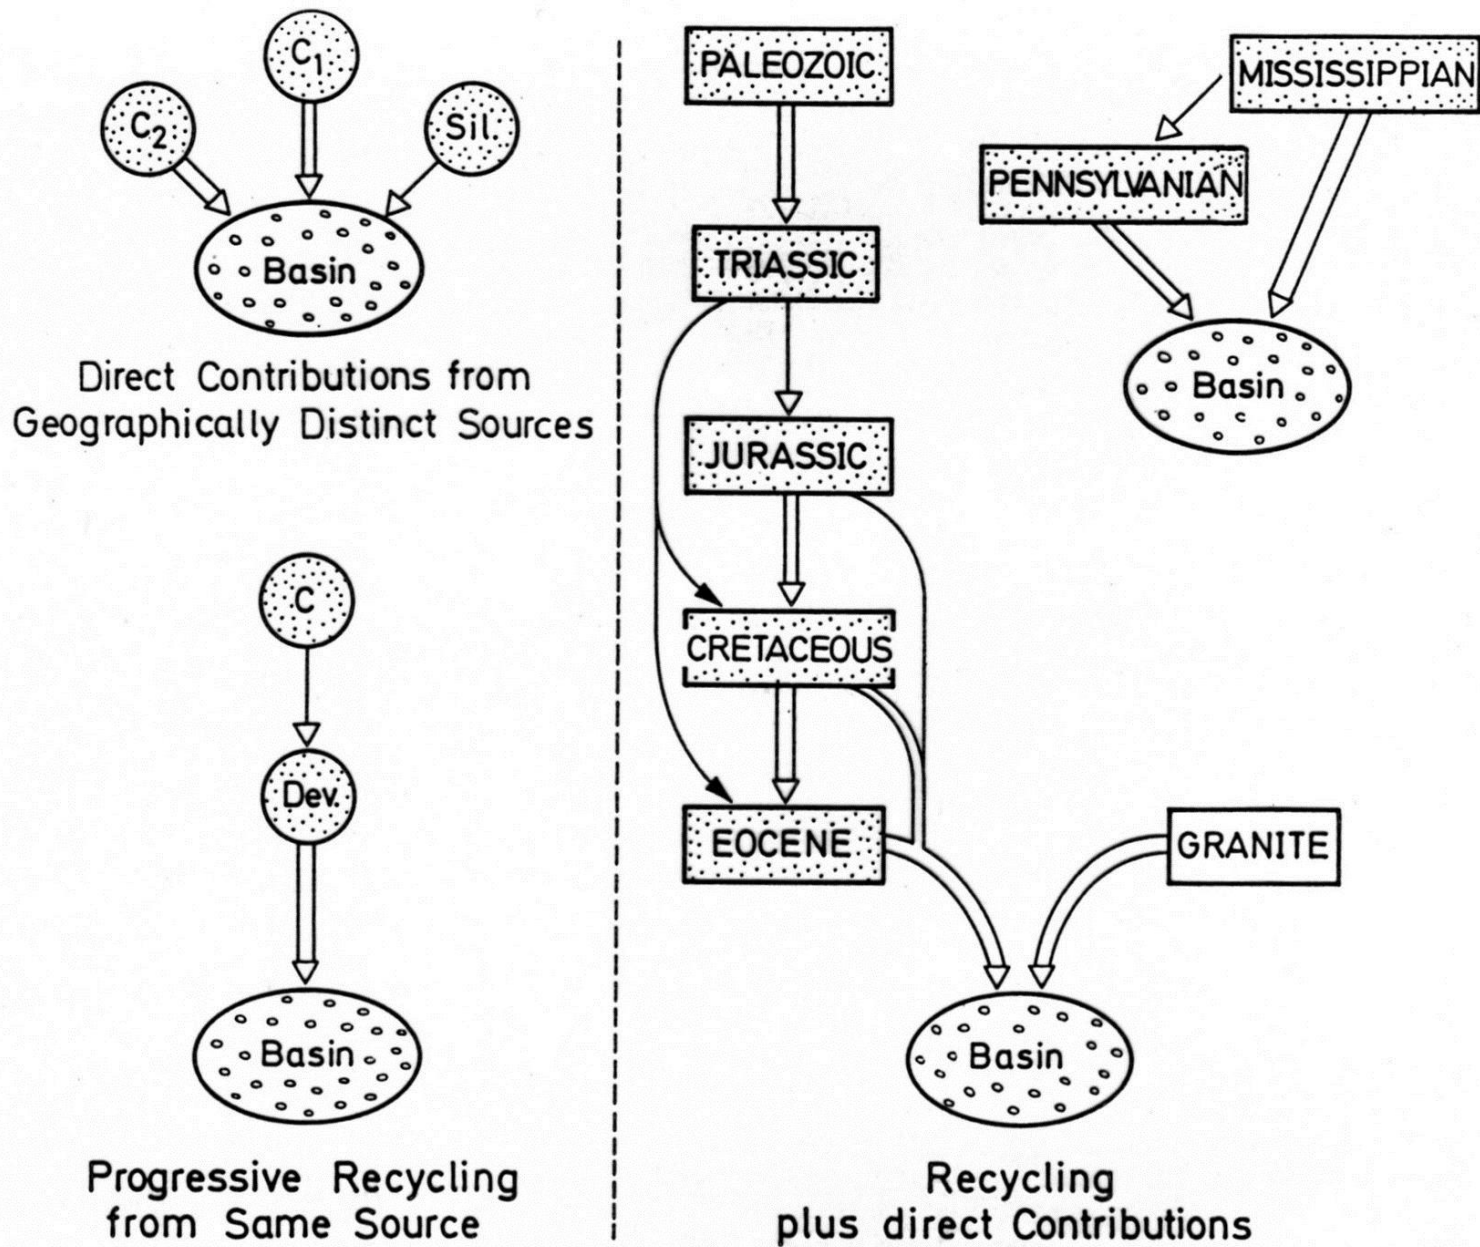 C1
C2
Sil.
Basin
Direct Contributions from
Geographically Distinct Sources
C
Dev.
Basin
Progressive Recycling
from Same Source
PALEOZOIC
TRIASSIC
JURASSIC
CRETACEOUS
EOCENE
MISSISSIPPIAN
PENNSYLVANIAN
Basin
GRANITE
Basin
Recycling
plus direct Contributions